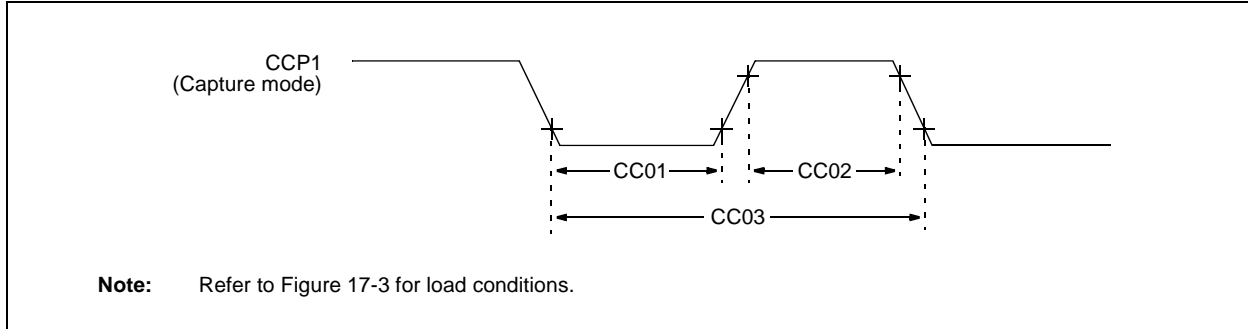 CCP1
(Capture mode)
CC01
CC02
CC03
Note: Refer to Figure 17-3 for load conditions.